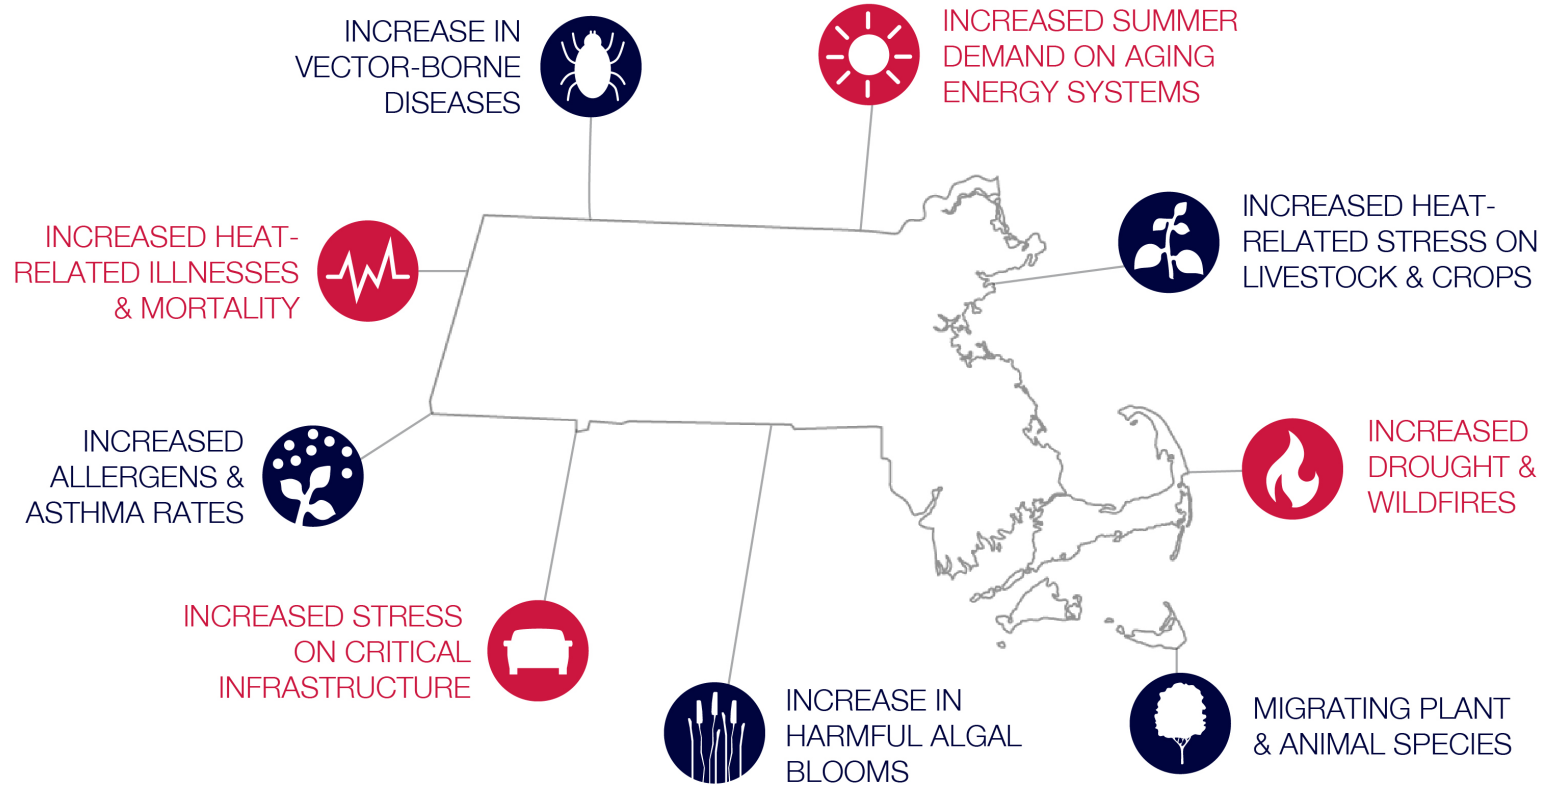 INCREASE IN
VECTOR-BORNE
DISEASES
INCREASED SUMMER
DEMAND ON AGING
ENERGY SYSTEMS
INCREASED HEAT-
RELATED ILLNESSES
& MORTALITY
INCREASED HEAT-
RELATED STRESS ON
LIVESTOCK & CROPS
INCREASED
ALLERGENS &
ASTHMA RATES
INCREASED
DROUGHT &
WILDFIRES
INCREASED STRESS
ON CRITICAL
INFRASTRUCTURE
INCREASE IN
HARMFUL ALGAL
BLOOMS
MIGRATING PLANT
& ANIMAL SPECIES